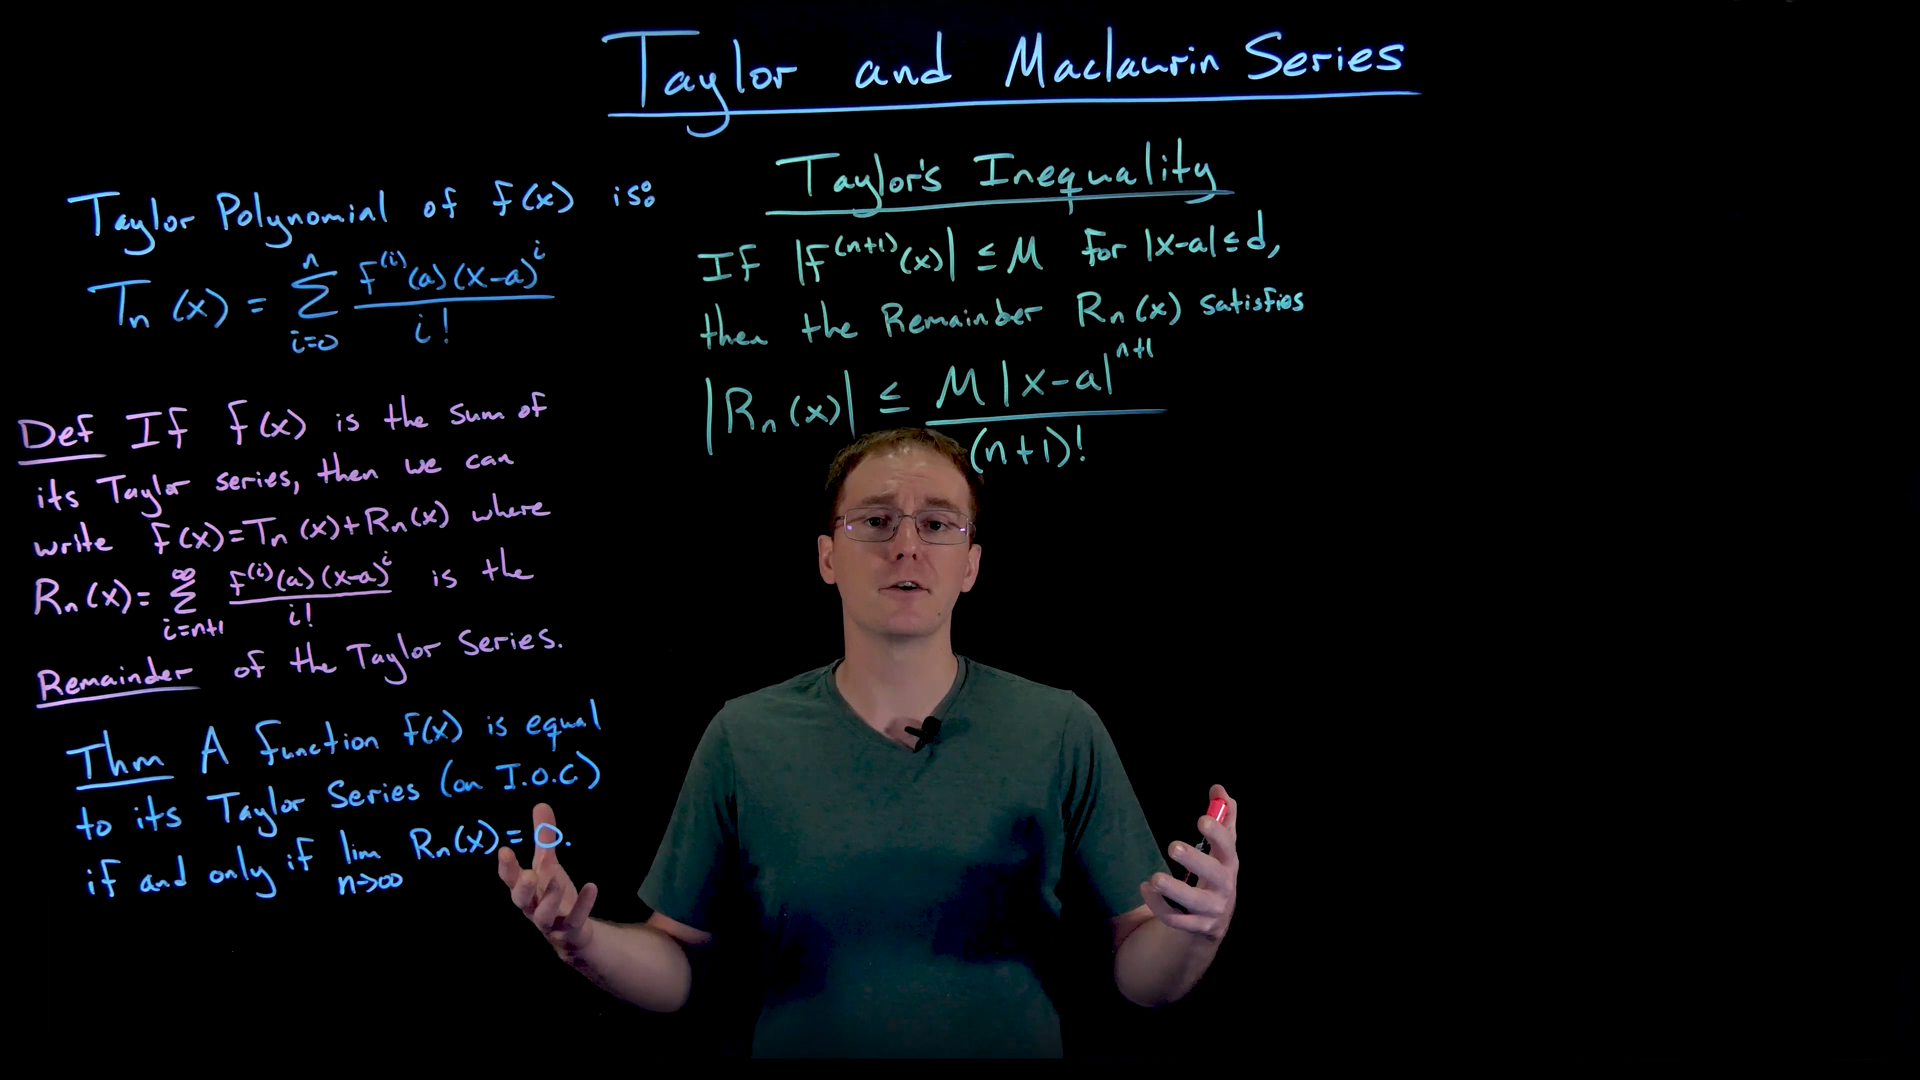 Taylor and Maclaurin Series
Taylor Polynomial of f(x) is:
Tn(x) = Σ_{i=0}^{n} f^(i)(a)(x-a)^i / i!
Def If f(x) is the sum of
its Taylor series, then we can
write f(x)=Tn(x)+Rn(x) where
Rn(x)= Σ_{i=n+1}^{∞} f^(i)(a)(x-a)^i / i! is the
Remainder of the Taylor Series.
Thm A function f(x) is equal
to its Taylor Series (on I.O.C)
if and only if lim_{n→∞} Rn(x)=0.
Taylor's Inequality
If |f^(n+1)(x)| ≤ M for |x-a|≤d,
then the Remainder Rn(x) satisfies
|Rn(x)| ≤ M|x-a|^{n+1} / (n+1)!